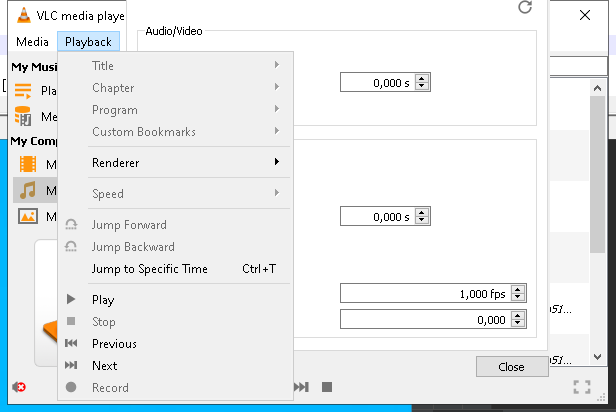 VLC media playe
Media Playback
Audio/Video
My Musi
Title
Pla
0,000 s
Chapter
Me
Program
Custom Bookmarks
My Comp
M
Renderer
M
Speed
M
0,000 s
Jump Forward
Jump Backward
Jump to Specific Time Ctrl+T
1,000 fps
Play
051...
Stop
0,000
Previous
051...
Next
Close
Record